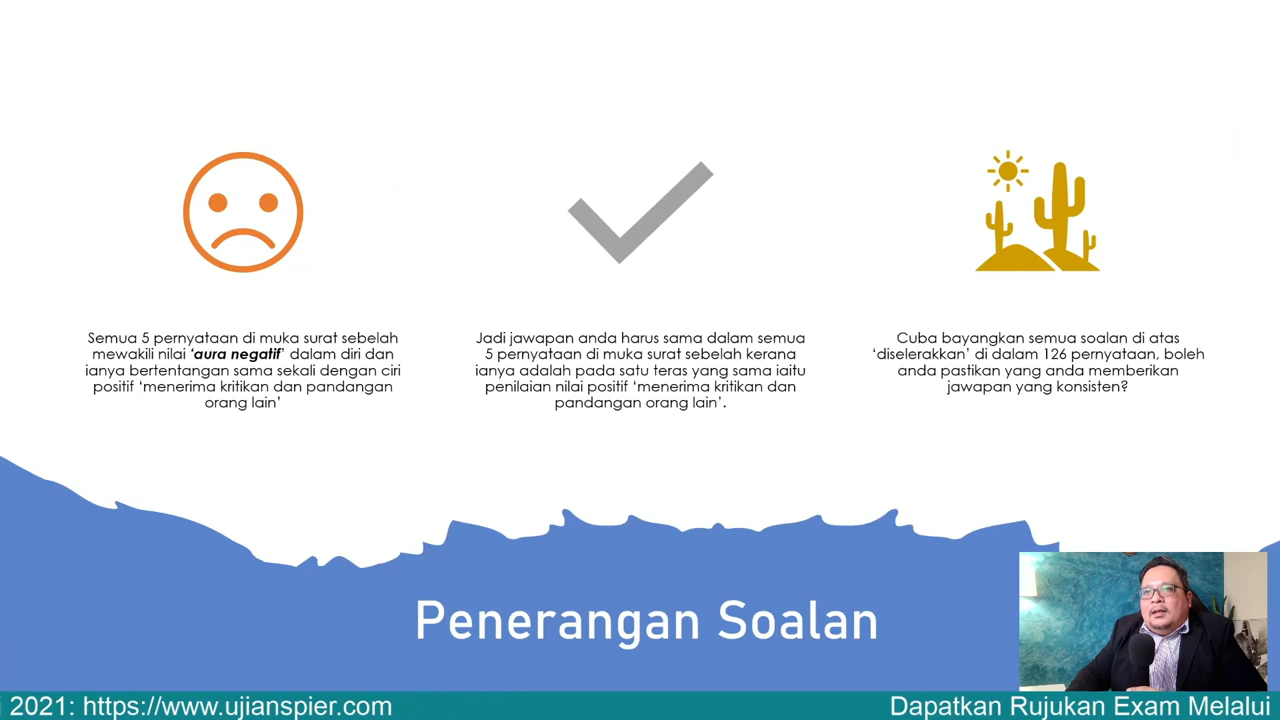 Semua 5 pernyataan di muka surat sebelah
mewakili nilai ‘aura negatif’ dalam diri dan
ianya bertentangan sama sekali dengan ciri
positif ‘menerima kritikan dan pandangan
orang lain’
Jadi jawapan anda harus sama dalam semua
5 pernyataan di muka surat sebelah kerana
ianya adalah pada satu teras yang sama iaitu
penilaian nilai positif ‘menerima kritikan dan
pandangan orang lain’.
Cuba bayangkan semua soalan di atas
‘diselerakkan’ di dalam 126 pernyataan, boleh
anda pastikan yang anda memberikan
jawapan yang konsisten?
Penerangan Soalan
i 2021: https://www.ujianspier.com
Dapatkan Rujukan Exam Melalui